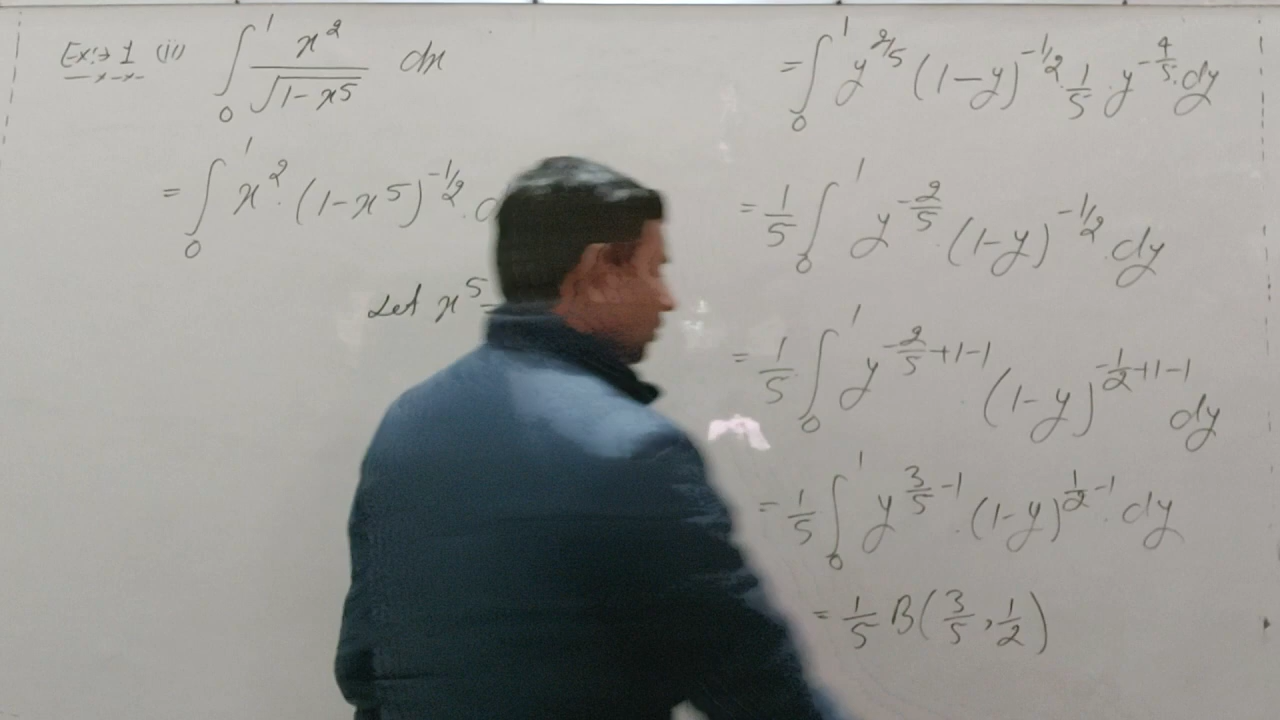 Ex:→ 1 (ii) ∫₀¹ x²/√(1-x⁵) dx
= ∫₀¹ x² · (1-x⁵)^(-1/2) · d
Let x⁵ =
= ∫₀¹ y^(2/5) (1-y)^(-1/2) · 1/5 · y^(-4/5) · dy
= 1/5 ∫₀¹ y^(-2/5) · (1-y)^(-1/2) · dy
= 1/5 ∫₀¹ y^(-2/5+1-1) · (1-y)^(-1/2+1-1) dy
= 1/5 ∫₀¹ y^(3/5-1) · (1-y)^(1/2-1) · dy
= 1/5 B(3/5, 1/2)